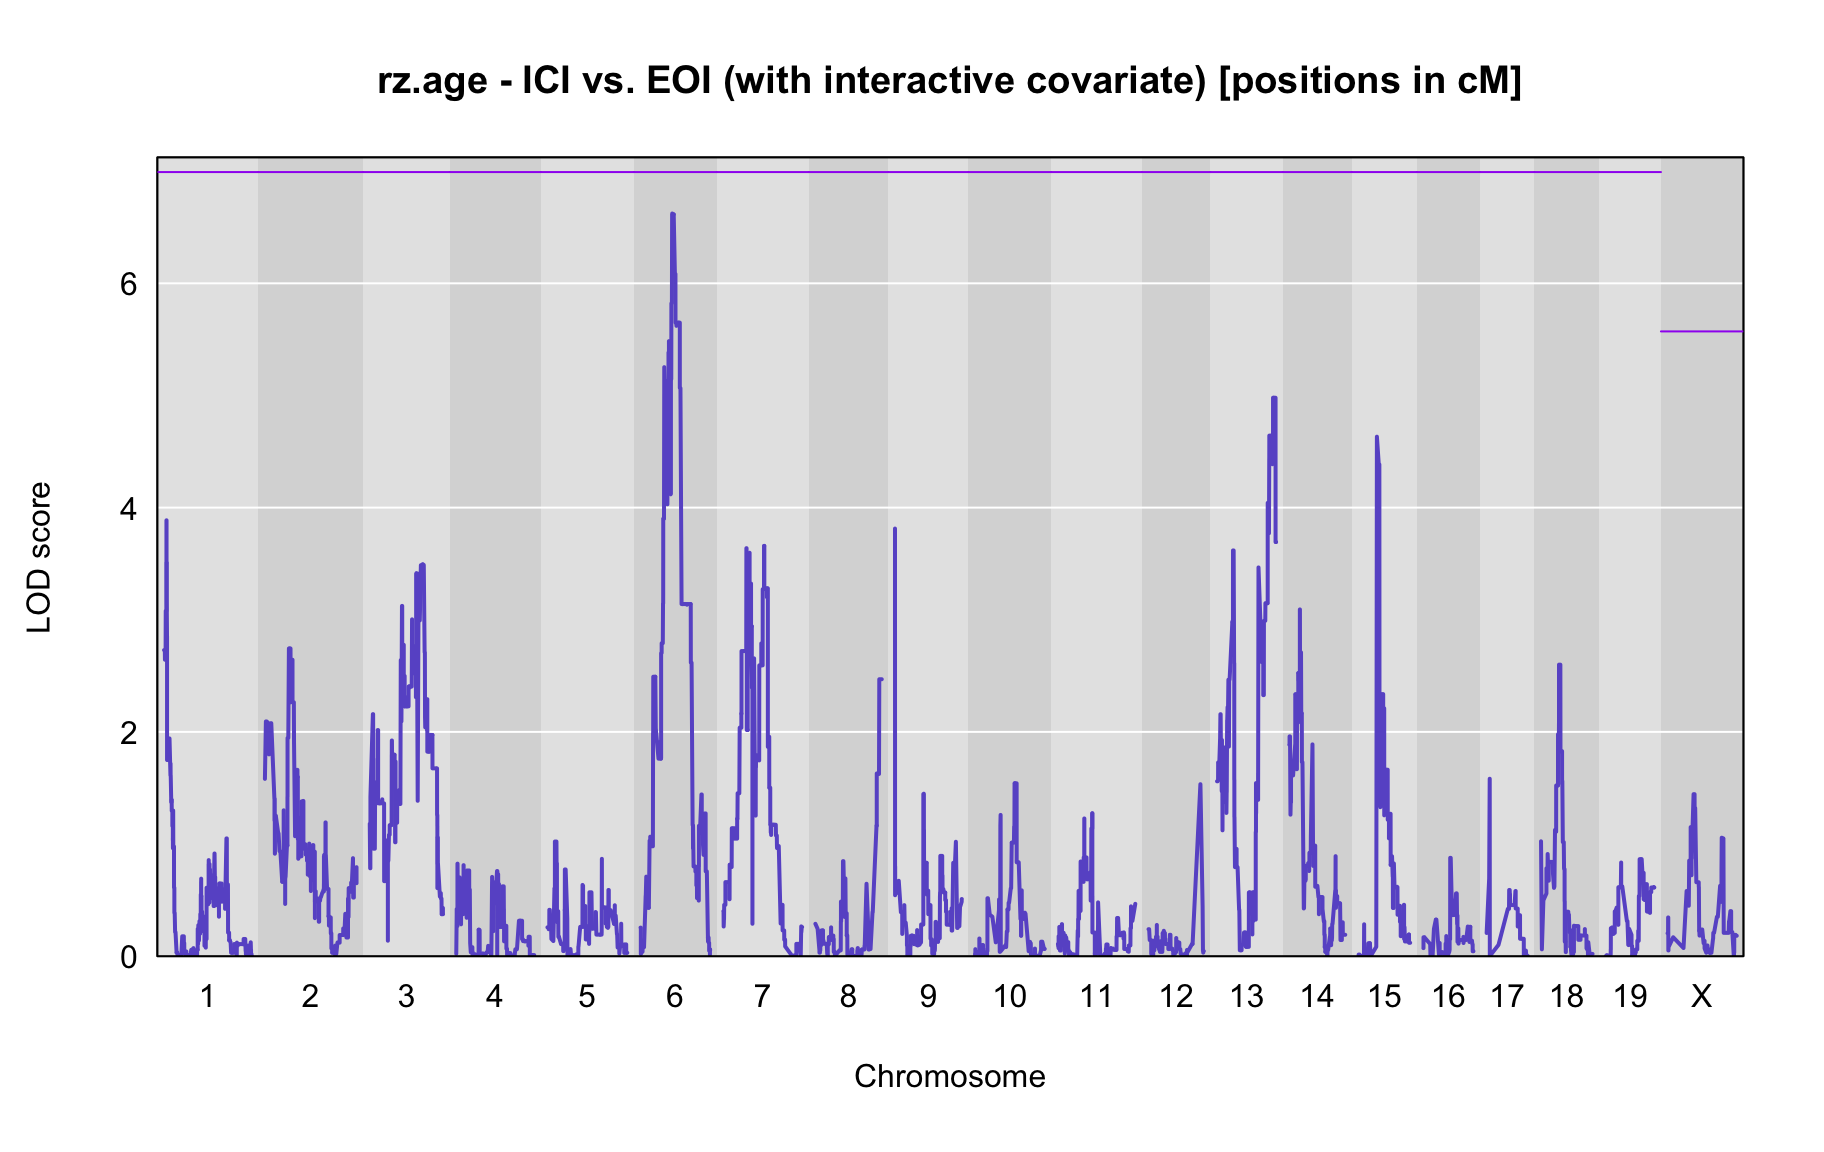 rz.age - ICI vs. EOI (with interactive covariate) [positions in cM]
LOD score
6
4
2
0
1 2 3 4 5 6 7 8 9 10 11 12 13 14 15 16 17 18 19 X
Chromosome